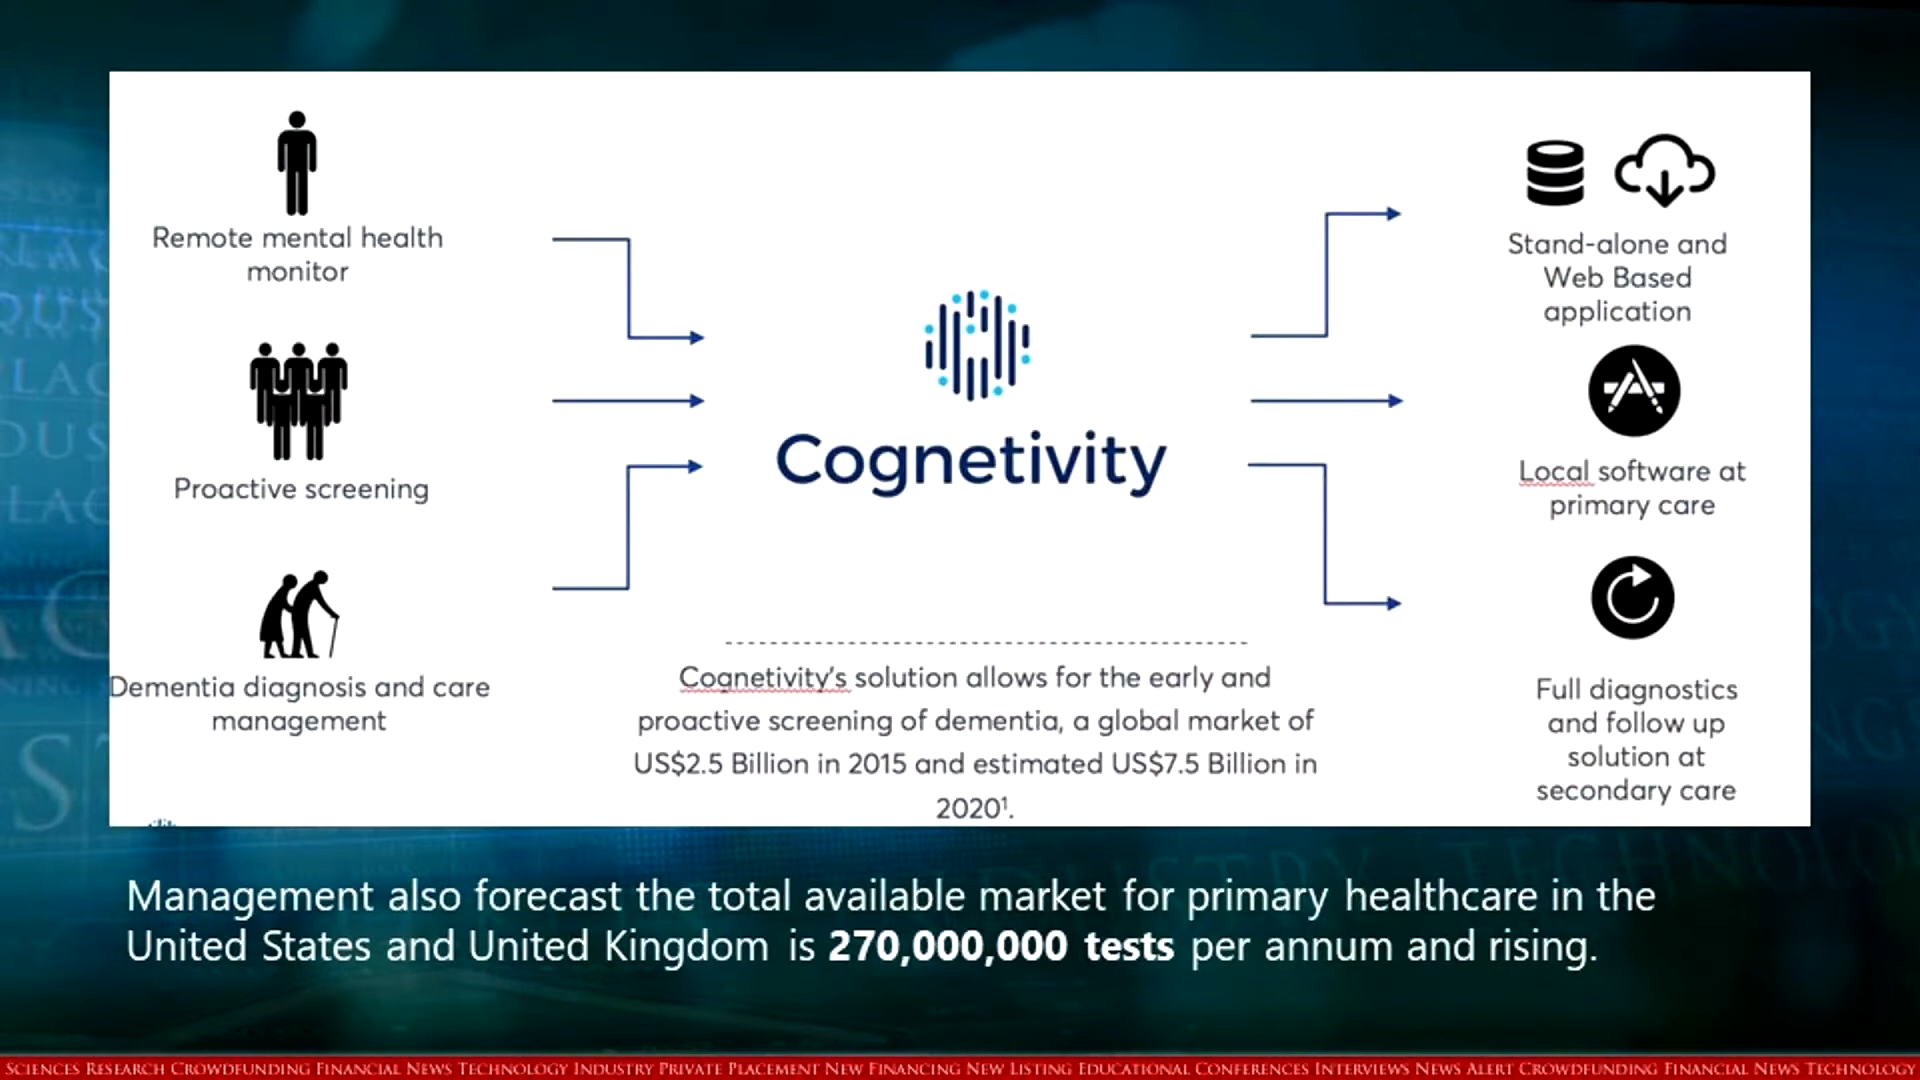 Remote mental health
monitor
Proactive screening
Dementia diagnosis and care
management
Cognetivity
Cognetivity's solution allows for the early and
proactive screening of dementia, a global market of
US$2.5 Billion in 2015 and estimated US$7.5 Billion in
2020¹.
Stand-alone and
Web Based
application
Local software at
primary care
Full diagnostics
and follow up
solution at
secondary care
Management also forecast the total available market for primary healthcare in the
United States and United Kingdom is 270,000,000 tests per annum and rising.
Sciences Research Crowdfunding Financial News Technology Industry Private Placement New Financing New Listing Educational Conferences Interviews News Alert Crowdfunding Financial News Technology